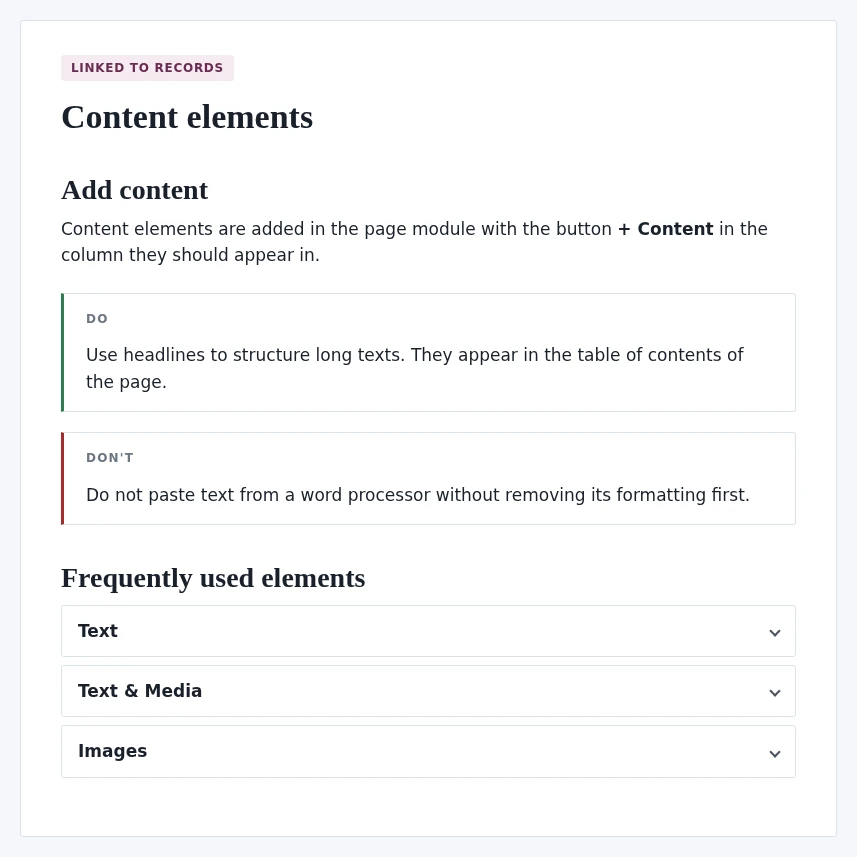 LINKED TO RECORDS
Content elements
Add content
Content elements are added in the page module with the button + Content in the
column they should appear in.
DO
Use headlines to structure long texts. They appear in the table of contents of
the page.
DON'T
Do not paste text from a word processor without removing its formatting first.
Frequently used elements
Text
Text & Media
Images